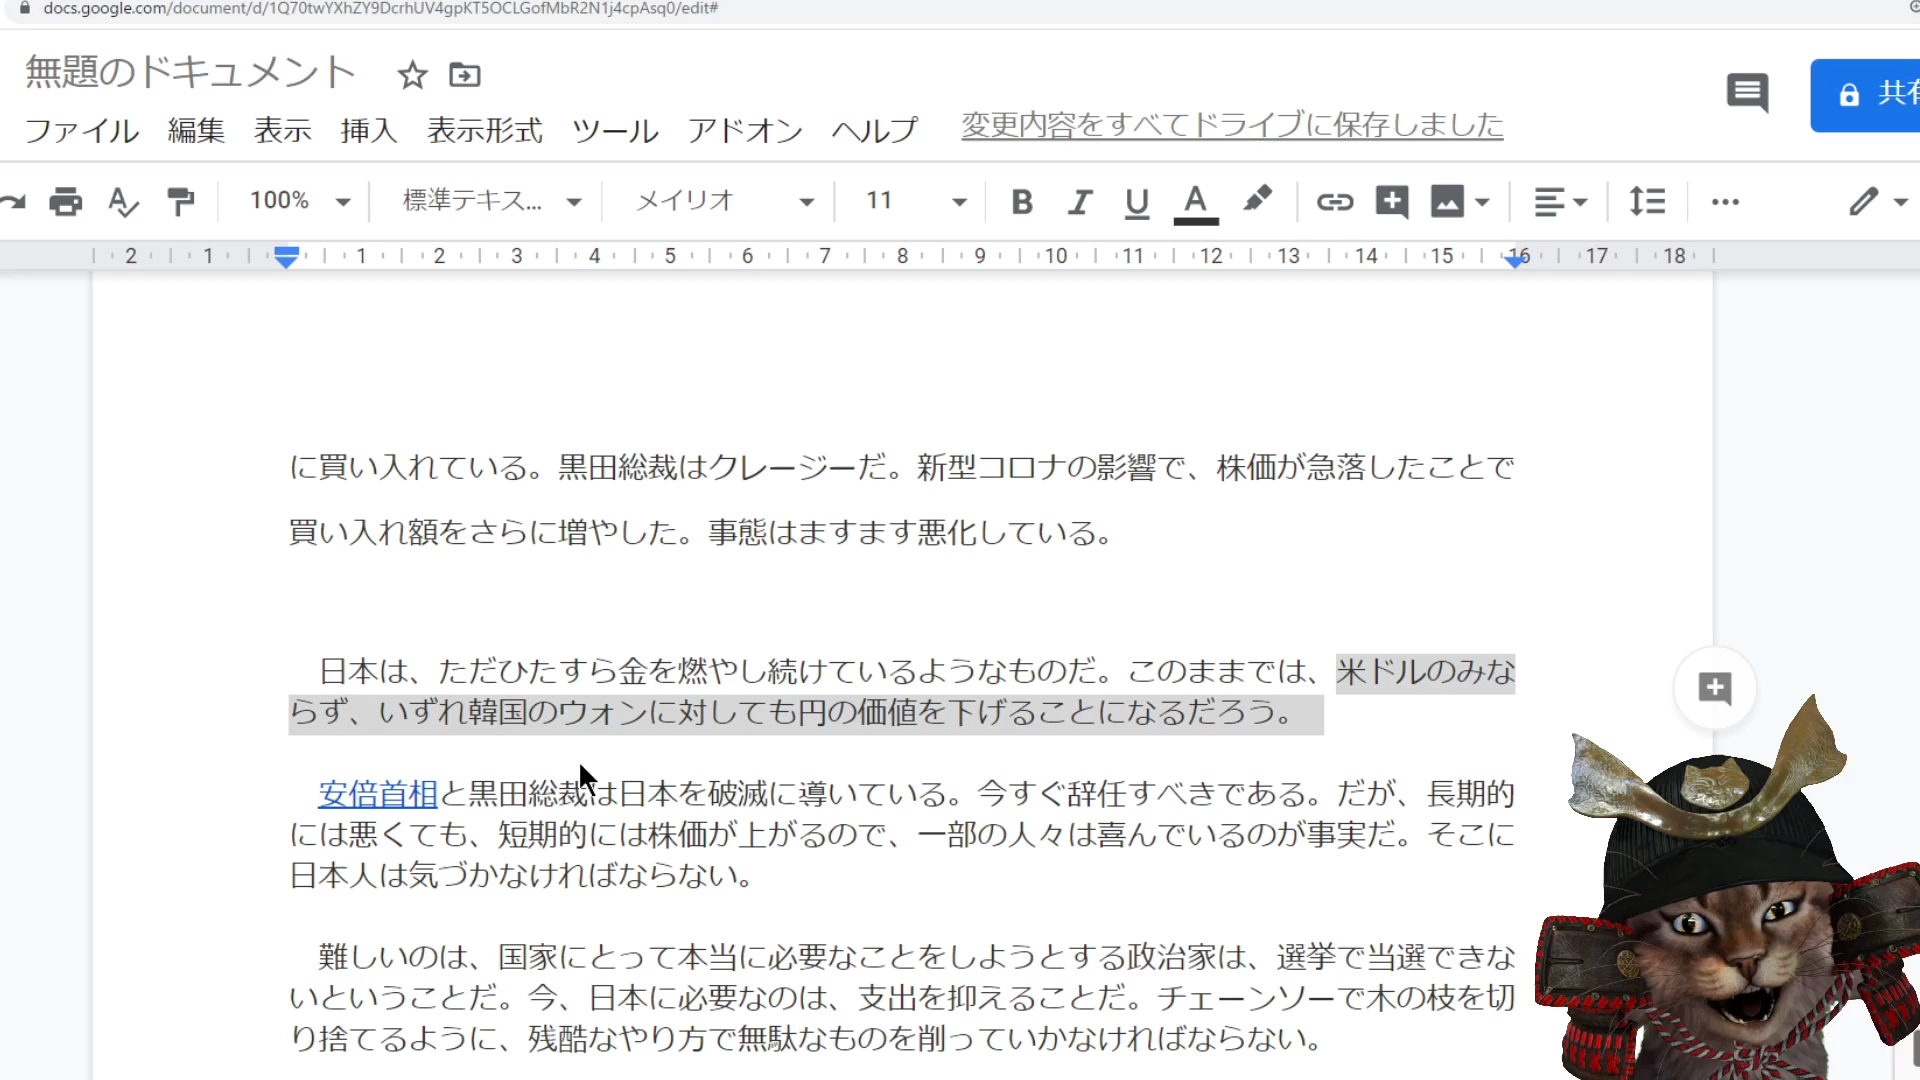 docs.google.com/document/d/1Q70twYXhZY9DcrhUV4gpKT5OCLGofMbR2N1j4cpAsq0/edit#
無題のドキュメント
ファイル 編集 表示 挿入 表示形式 ツール アドオン ヘルプ 変更内容をすべてドライブに保存しました
共有
100% 標準テキス... メイリオ 11 B I U A
2 1 1 2 3 4 5 6 7 8 9 10 11 12 13 14 15 16 17 18
に買い入れている。黒田総裁はクレージーだ。新型コロナの影響で、株価が急落したことで
買い入れ額をさらに増やした。事態はますます悪化している。
日本は、ただひたすら金を燃やし続けているようなものだ。このままでは、米ドルのみな
らず、いずれ韓国のウォンに対しても円の価値を下げることになるだろう。
安倍首相と黒田総裁は日本を破滅に導いている。今すぐ辞任すべきである。だが、長期的
には悪くても、短期的には株価が上がるので、一部の人々は喜んでいるのが事実だ。そこに
日本人は気づかなければならない。
難しいのは、国家にとって本当に必要なことをしようとする政治家は、選挙で当選できな
いということだ。今、日本に必要なのは、支出を抑えることだ。チェーンソーで木の枝を切
り捨てるように、残酷なやり方で無駄なものを削っていかなければならない。